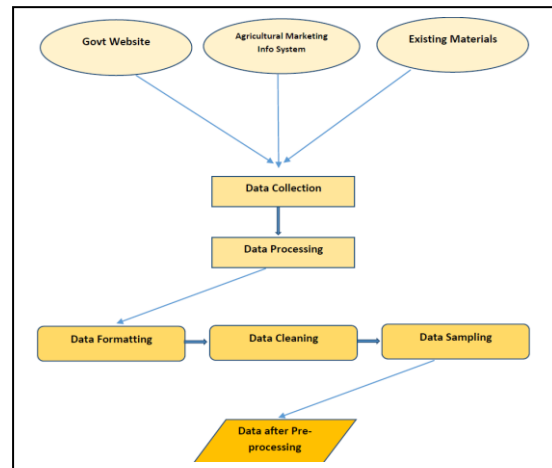 Govt Website
Agricultural Marketing
Info System
Existing Materials
Data Collection
Data Processing
Data Formatting
Data Cleaning
Data Sampling
Data after Pre-
processing